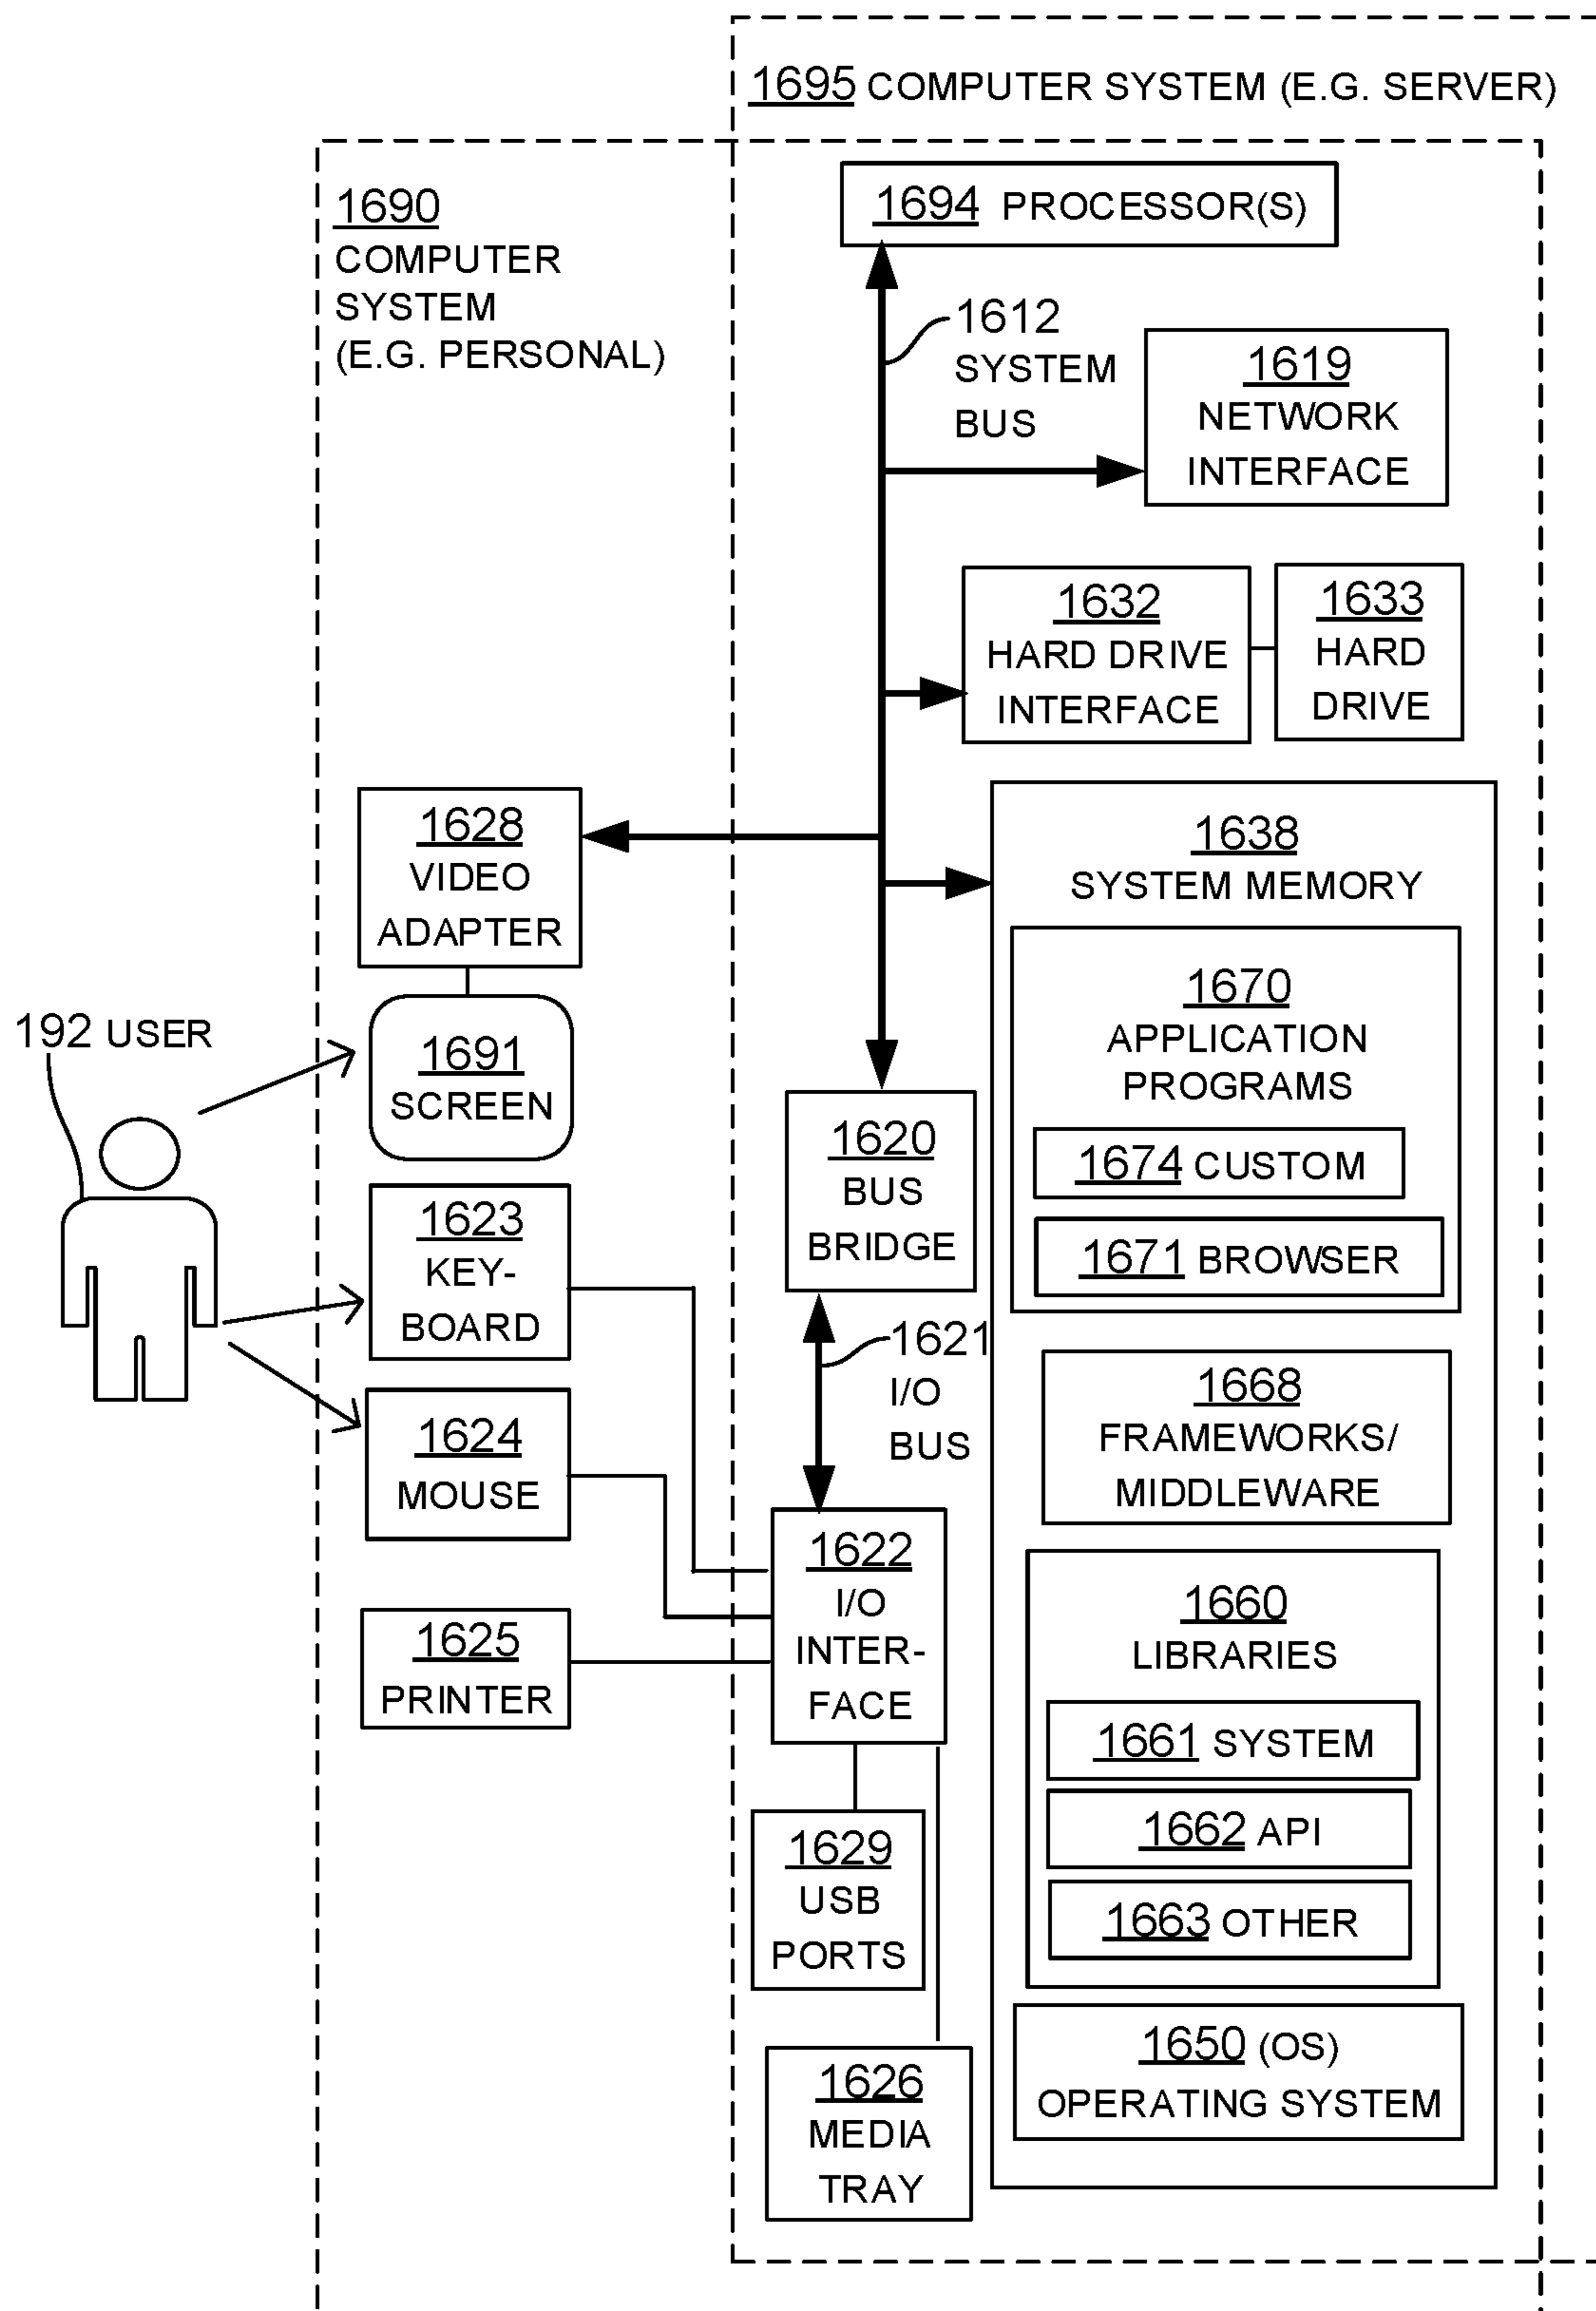 1695 COMPUTER SYSTEM (E.G. SERVER)
1690
COMPUTER
SYSTEM
(E.G. PERSONAL)
1694 PROCESSOR(S)
1612
SYSTEM
BUS
1619
NETWORK
INTERFACE
1632
HARD DRIVE
INTERFACE
1633
HARD
DRIVE
1628
VIDEO
ADAPTER
1638
SYSTEM MEMORY
192 USER
1691
SCREEN
1670
APPLICATION
PROGRAMS
1674 CUSTOM
1671 BROWSER
1620
BUS
BRIDGE
1623
KEY-
BOARD
1621
I/O
BUS
1624
MOUSE
1668
FRAMEWORKS/
MIDDLEWARE
1622
I/O
INTER-
FACE
1625
PRINTER
1660
LIBRARIES
1661 SYSTEM
1662 API
1663 OTHER
1629
USB
PORTS
1650 (OS)
OPERATING SYSTEM
1626
MEDIA
TRAY